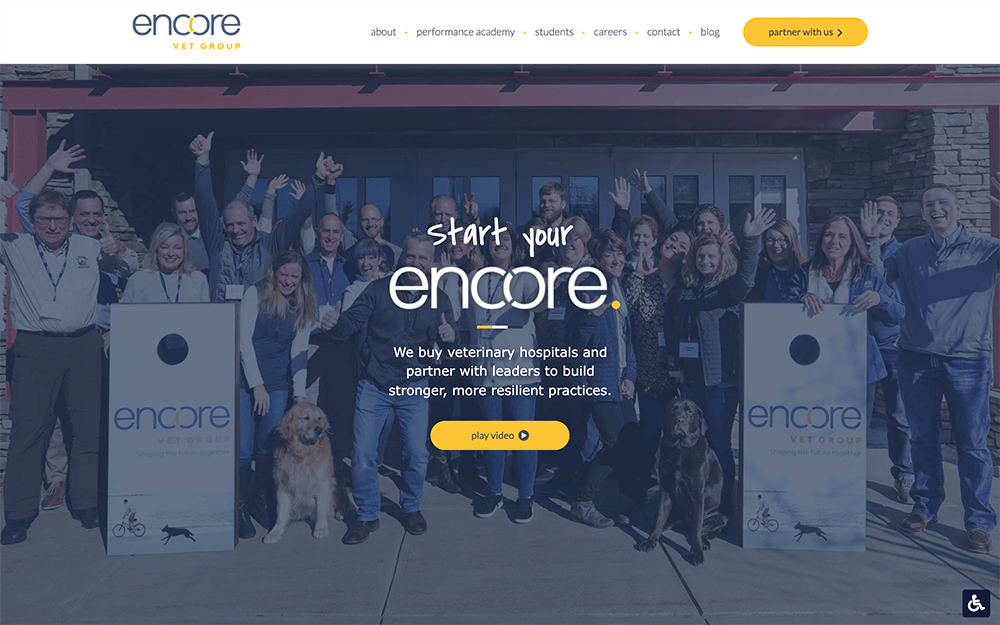 encore
VET GROUP
about • performance academy • students • careers • contact • blog
partner with us
start your
encore.
We buy veterinary hospitals and
partner with leaders to build
stronger, more resilient practices.
play video
encore
VET GROUP
Shaping the future together
encore
VET GROUP
Shaping the future together